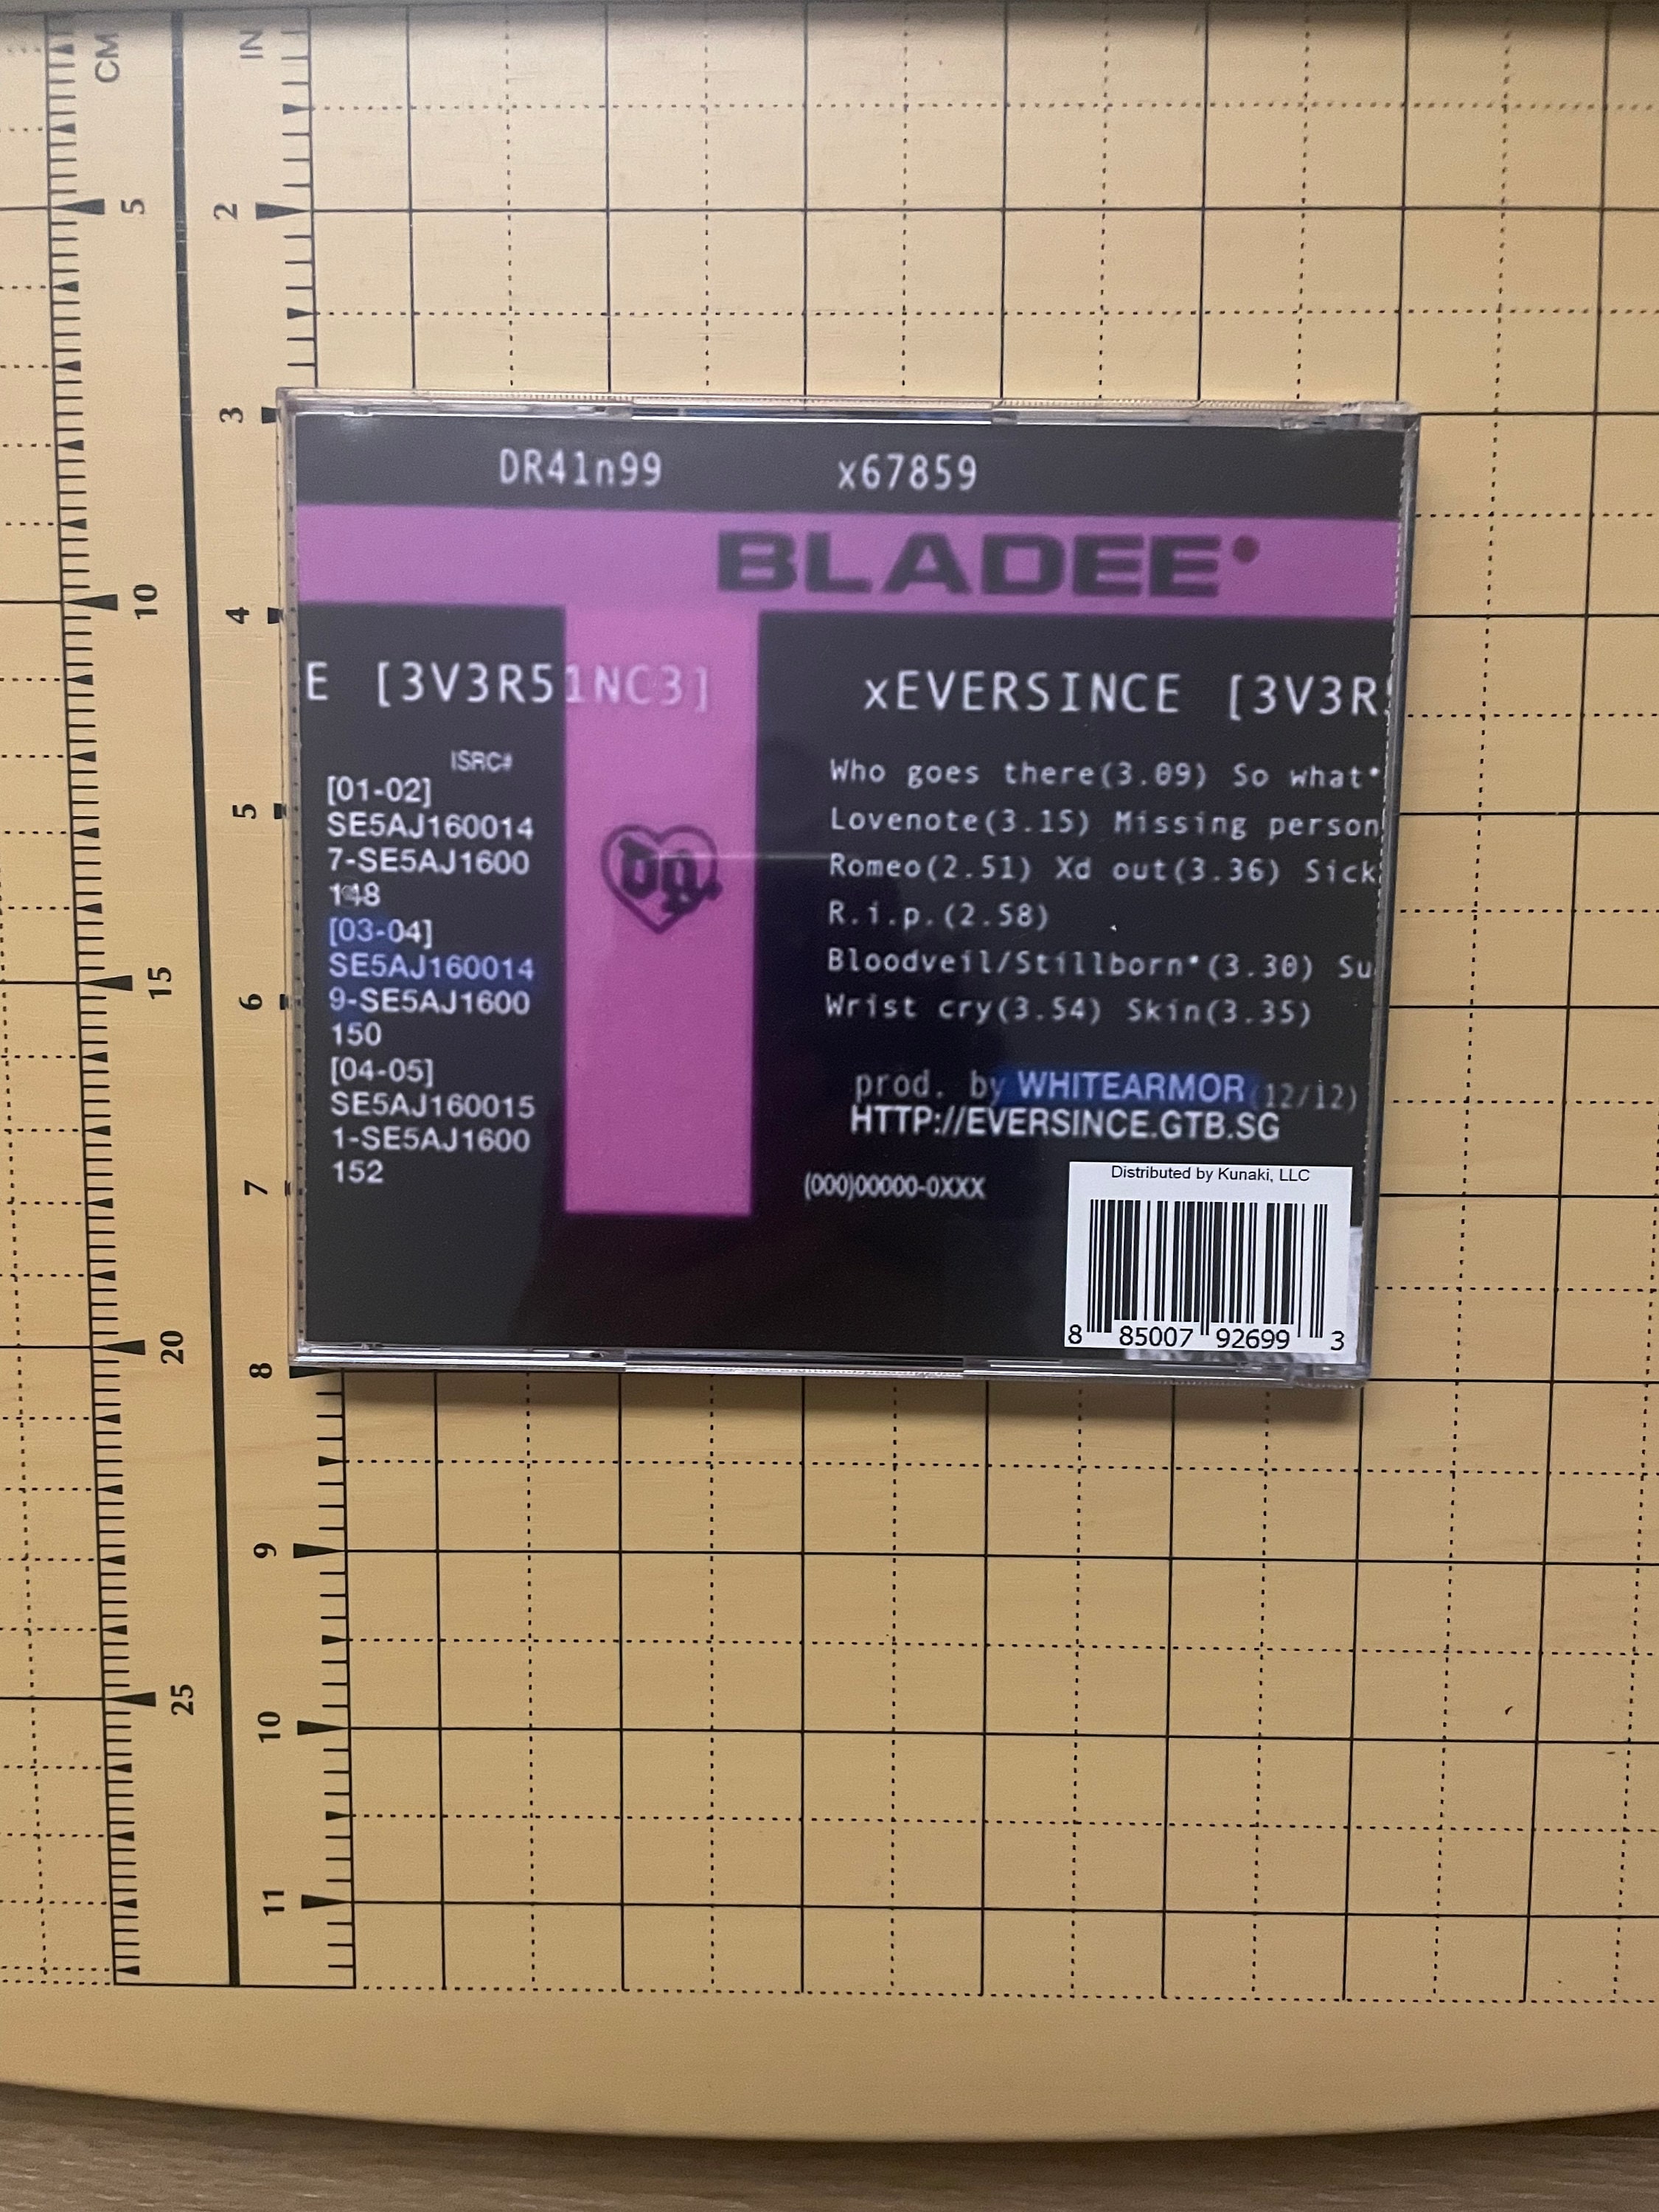 CM
IN
5
10
15
20
25
2
3
4
5
6
7
8
9
10
11
DR41n99 x67859
BLADEE
E [3V3R51NC3]
xEVERSINCE [3V3R5
ISRC#
[01-02]
SE5AJ160014
7-SE5AJ1600
148
[03-04]
SE5AJ160014
9-SE5AJ1600
150
[04-05]
SE5AJ160015
1-SE5AJ1600
152
dg.
Who goes there(3.09) So what*
Lovenote(3.15) Missing person
Romeo(2.51) Xd out(3.36) Sick
R.i.p.(2.58)
Bloodveil/Stillborn*(3.30) Su
Wrist cry(3.54) Skin(3.35)
prod. by WHITEARMOR(12/12)
HTTP://EVERSINCE.GTB.SG
(000)00000-0XXX
Distributed by Kunaki, LLC
8 85007 92699 3